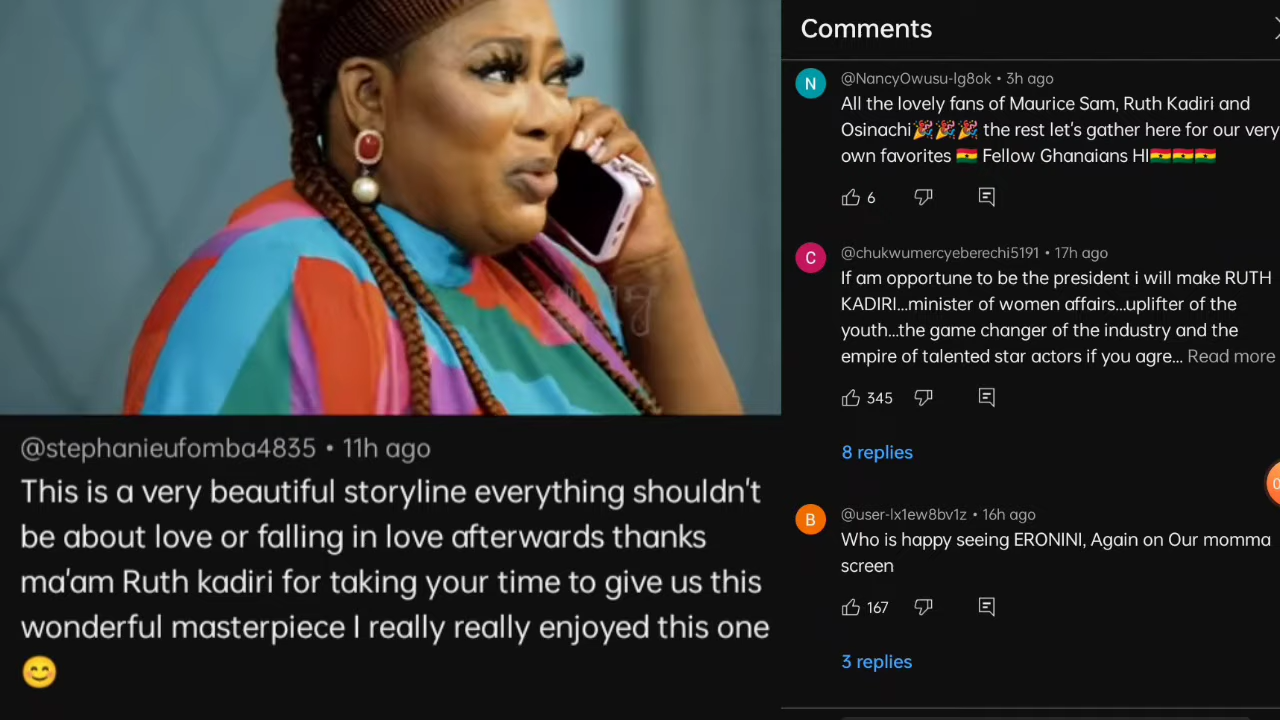 @stephanieufomba4835 • 11h ago
This is a very beautiful storyline everything shouldn't
be about love or falling in love afterwards thanks
ma'am Ruth kadiri for taking your time to give us this
wonderful masterpiece I really really enjoyed this one
😊
Comments
N
@NancyOwusu-lg8ok • 3h ago
All the lovely fans of Maurice Sam, Ruth Kadiri and
Osinachi🎉🎉🎉 the rest let's gather here for our very
own favorites 🇬🇭 Fellow Ghanaians HI🇬🇭🇬🇭🇬🇭
6
C
@chukwumercyeberechi5191 • 17h ago
If am opportune to be the president i will make RUTH
KADIRI...minister of women affairs...uplifter of the
youth...the game changer of the industry and the
empire of talented star actors if you agre... Read more
345
8 replies
B
@user-lx1ew8bv1z • 16h ago
Who is happy seeing ERONINI, Again on Our momma
screen
167
3 replies